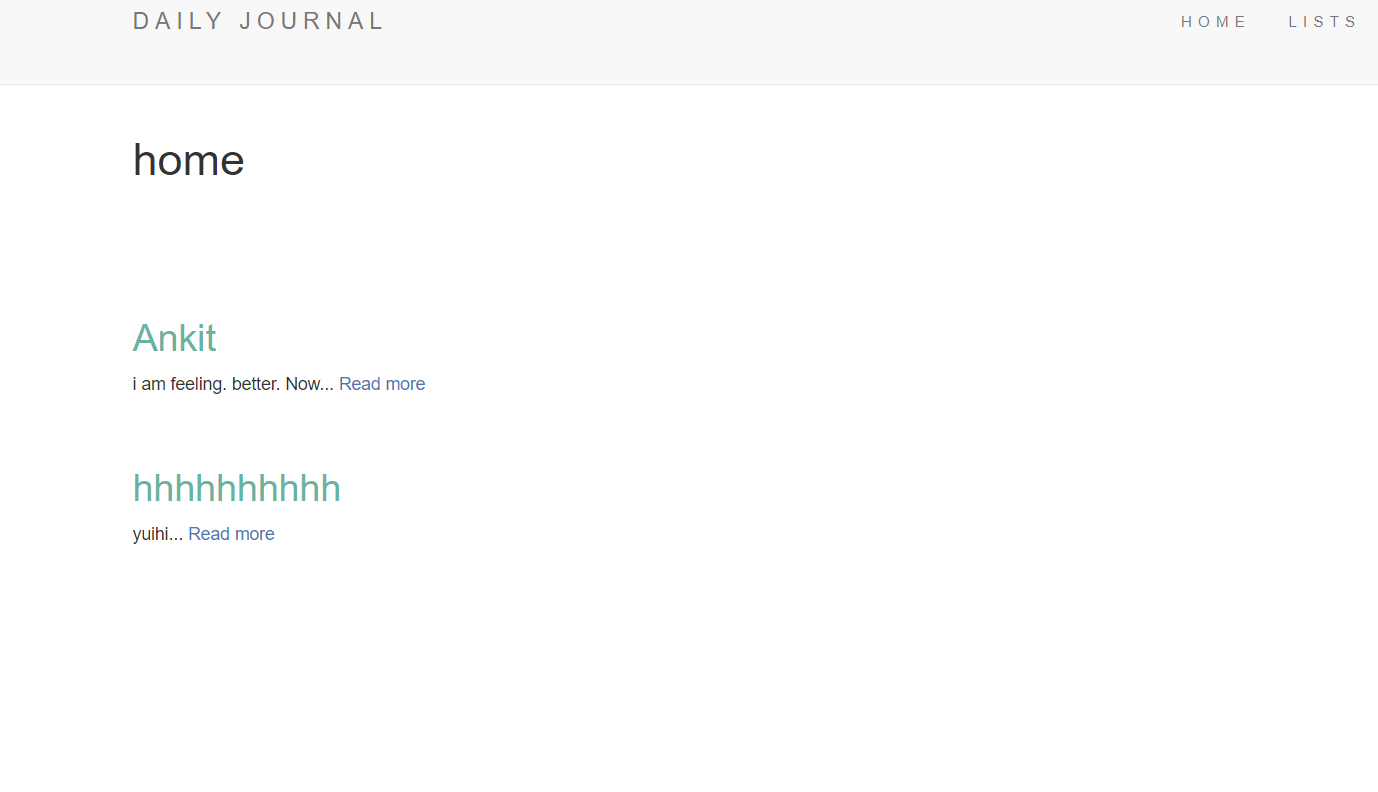 DAILY JOURNAL
HOME LISTS
home
Ankit
i am feeling. better. Now... Read more
hhhhhhhhhh
yuihi... Read more